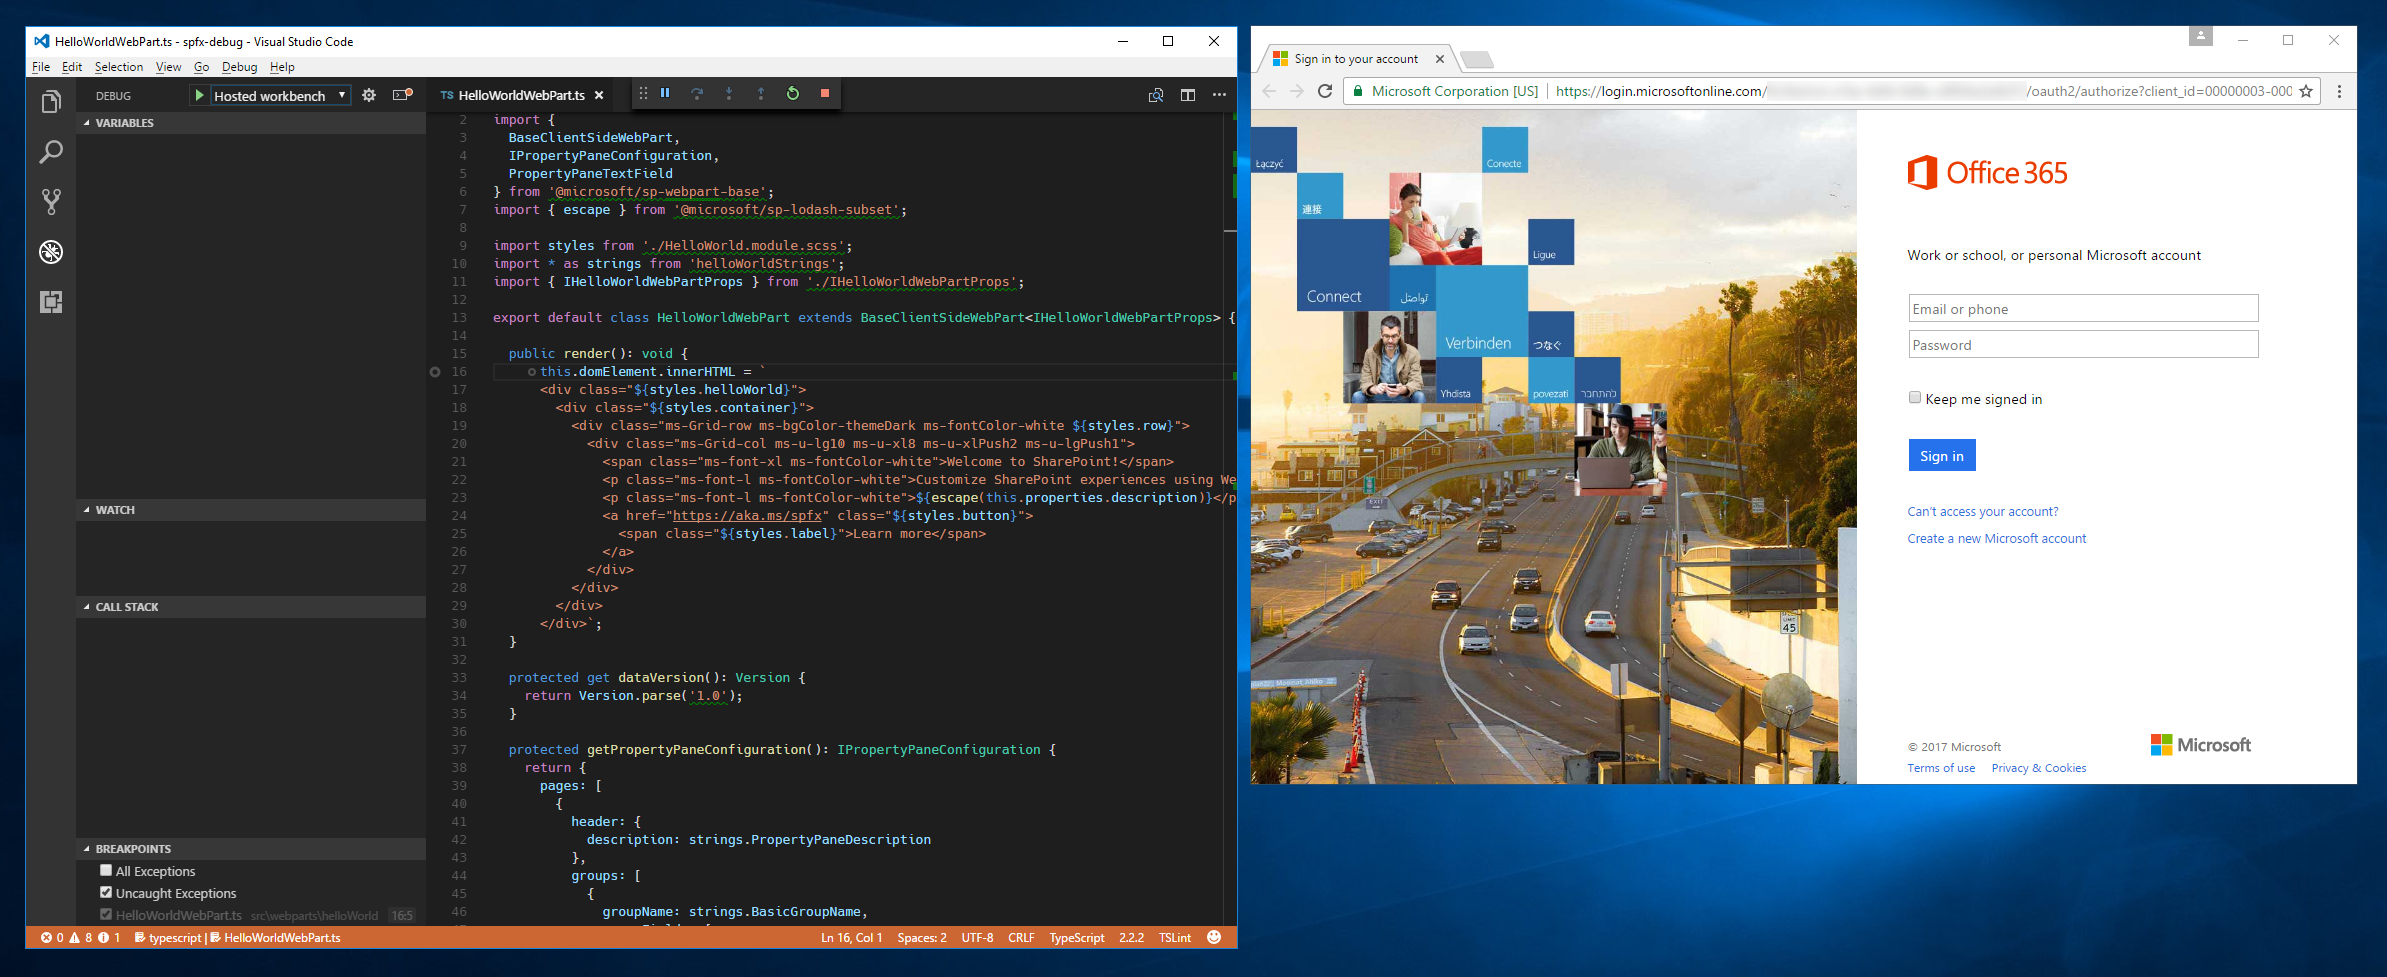 HelloWorldWebPart.ts - spfx-debug - Visual Studio Code
File Edit Selection View Go Debug Help
DEBUG
Hosted workbench
VARIABLES
WATCH
CALL STACK
BREAKPOINTS
All Exceptions
Uncaught Exceptions
HelloWorldWebPart.ts src\webparts\helloWorld 16:5
TS HelloWorldWebPart.ts
2 import {
3 BaseClientSideWebPart,
4 IPropertyPaneConfiguration,
5 PropertyPaneTextField
6 } from '@microsoft/sp-webpart-base';
7 import { escape } from '@microsoft/sp-lodash-subset';
8
9 import styles from './HelloWorld.module.scss';
10 import * as strings from 'helloWorldStrings';
11 import { IHelloWorldWebPartProps } from './IHelloWorldWebPartProps';
12
13 export default class HelloWorldWebPart extends BaseClientSideWebPart<IHelloWorldWebPartProps> {
14
15 public render(): void {
16 this.domElement.innerHTML = `
17 <div class="${styles.helloWorld}">
18 <div class="${styles.container}">
19 <div class="ms-Grid-row ms-bgColor-themeDark ms-fontColor-white ${styles.row}">
20 <div class="ms-Grid-col ms-u-lg10 ms-u-xl8 ms-u-xlPush2 ms-u-lgPush1">
21 <span class="ms-font-xl ms-fontColor-white">Welcome to SharePoint!</span>
22 <p class="ms-font-l ms-fontColor-white">Customize SharePoint experiences using We
23 <p class="ms-font-l ms-fontColor-white">${escape(this.properties.description)}</p
24 <a href="https://aka.ms/spfx" class="${styles.button}">
25 <span class="${styles.label}">Learn more</span>
26 </a>
27 </div>
28 </div>
29 </div>
30 </div>`;
31 }
32
33 protected get dataVersion(): Version {
34 return Version.parse('1.0');
35 }
36
37 protected getPropertyPaneConfiguration(): IPropertyPaneConfiguration {
38 return {
39 pages: [
40 {
41 header: {
42 description: strings.PropertyPaneDescription
43 },
44 groups: [
45 {
46 groupName: strings.BasicGroupName,
0 8 1 typescript | HelloWorldWebPart.ts
Ln 16, Col 1 Spaces: 2 UTF-8 CRLF TypeScript 2.2.2 TSLint
Sign in to your account
Microsoft Corporation [US] https://login.microsoftonline.com/ /oauth2/authorize?client_id=00000003-000
Łączyć
Conecte
連接
Ligue
Connect
تواصل
Verbinden
つなぐ
Yhdistä
povezati
להתחבר
EXIT
LIMIT
45
Office 365
Work or school, or personal Microsoft account
Email or phone
Password
Keep me signed in
Sign in
Can't access your account?
Create a new Microsoft account
© 2017 Microsoft
Terms of use Privacy & Cookies
Microsoft